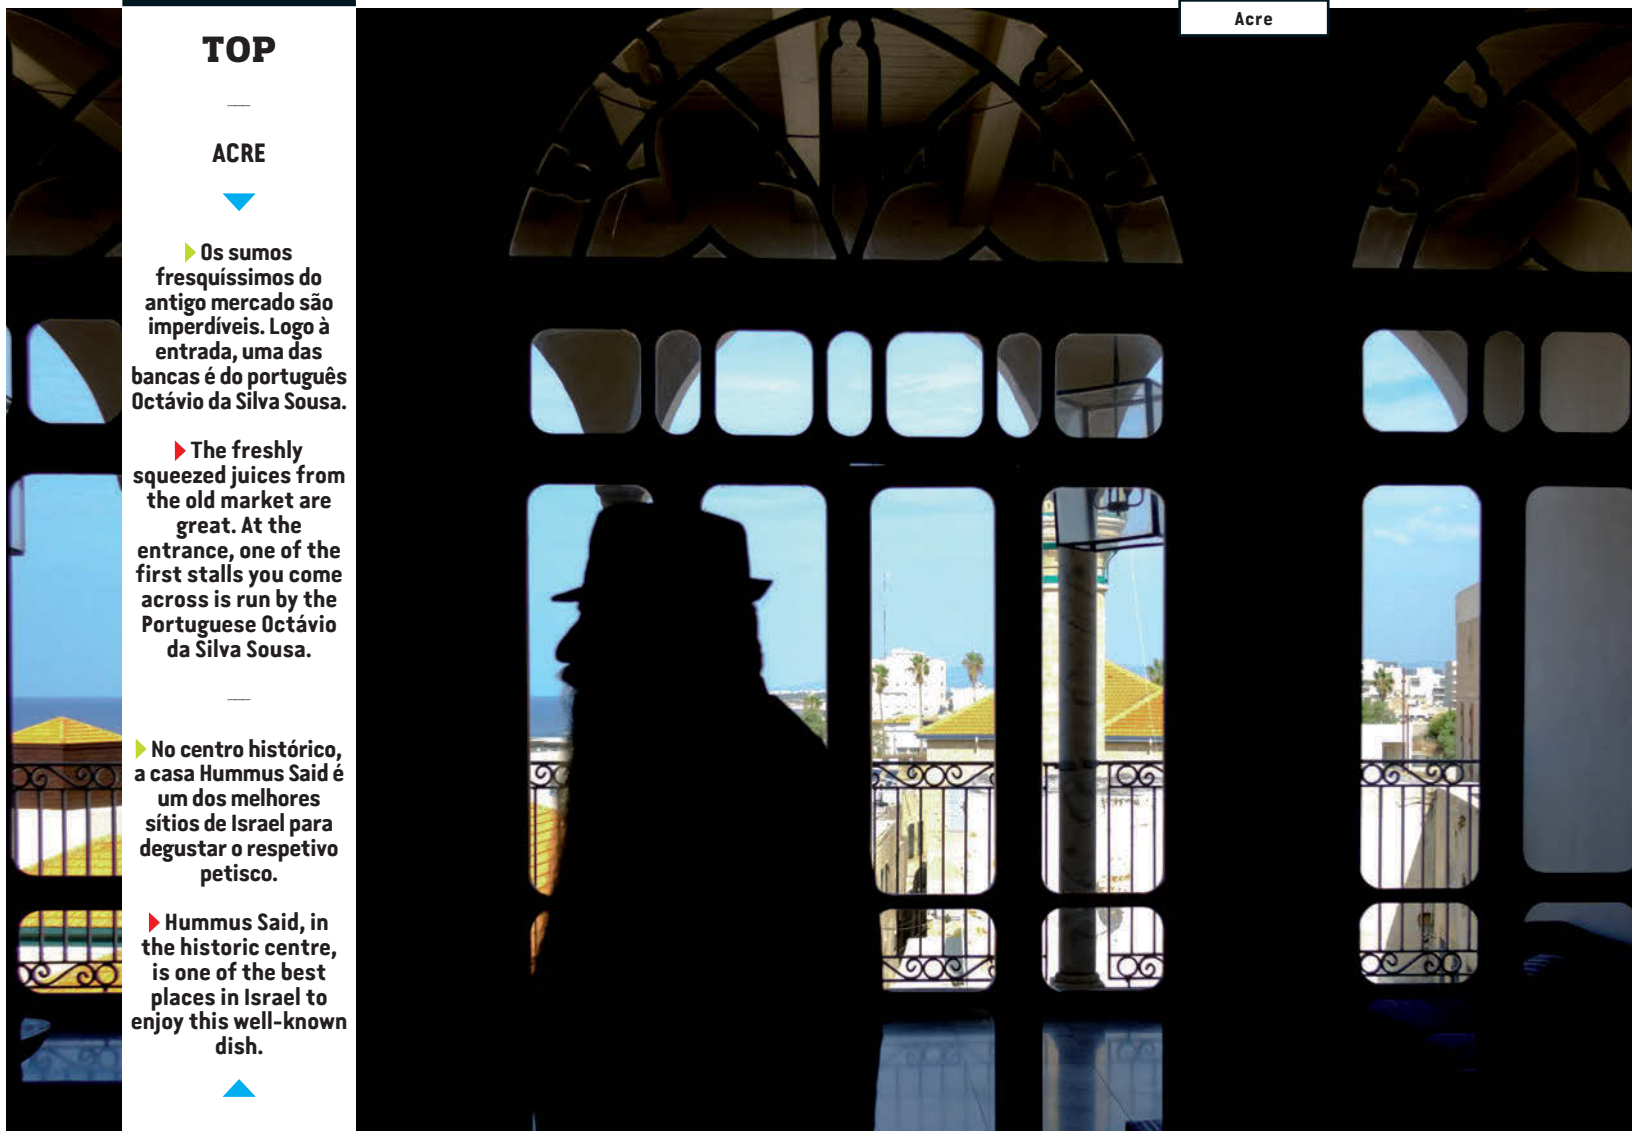 TOP
ACRE
Os sumos
fresquíssimos do
antigo mercado são
imperdíveis. Logo à
entrada, uma das
bancas é do português
Octávio da Silva Sousa.
The freshly
squeezed juices from
the old market are
great. At the
entrance, one of the
first stalls you come
across is run by the
Portuguese Octávio
da Silva Sousa.
No centro histórico,
a casa Hummus Said é
um dos melhores
sítios de Israel para
degustar o respetivo
petisco.
Hummus Said, in
the historic centre,
is one of the best
places in Israel to
enjoy this well-known
dish.
Acre